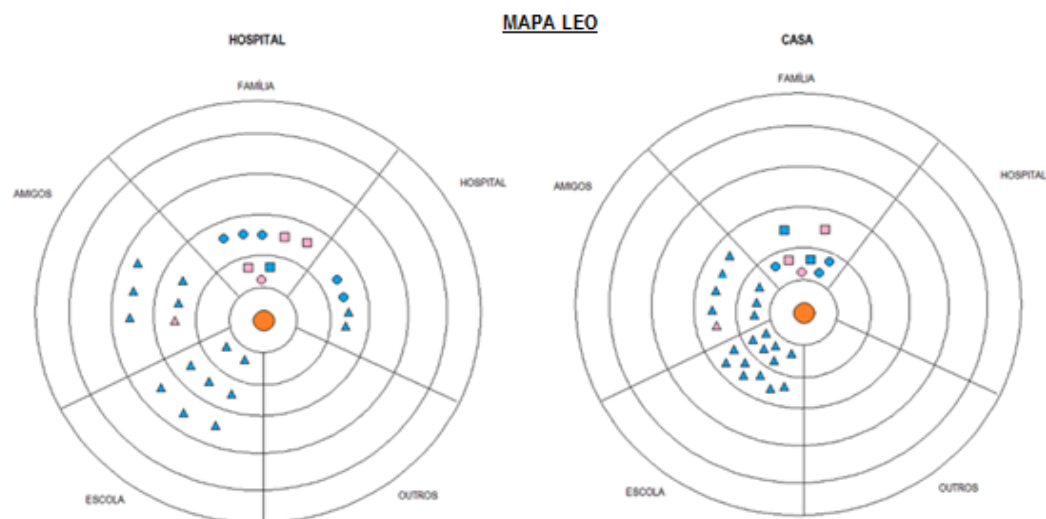 MAPA LEO
HOSPITAL
FAMÍLIA
AMIGOS
HOSPITAL
ESCOLA
OUTROS
CASA
FAMÍLIA
AMIGOS
HOSPITAL
ESCOLA
OUTROS